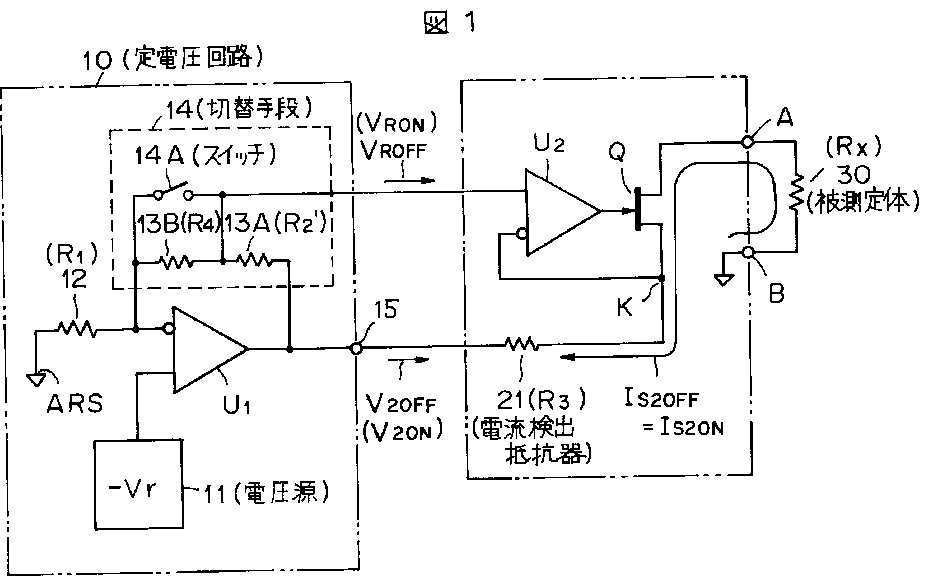 図 1
10 (定電圧回路)
14 (切替手段)
14A (スイッチ)
13B (R4) 13A (R2')
(R1)
12
ARS
U1
-Vr
11 (電圧源)
(VRON)
VROFF
15
V2OFF
(V2ON)
U2
Q
K
21 (R3)
(電流検出
抵抗器)
IS2OFF
= IS2ON
A
(Rx)
30
(被測定体)
B